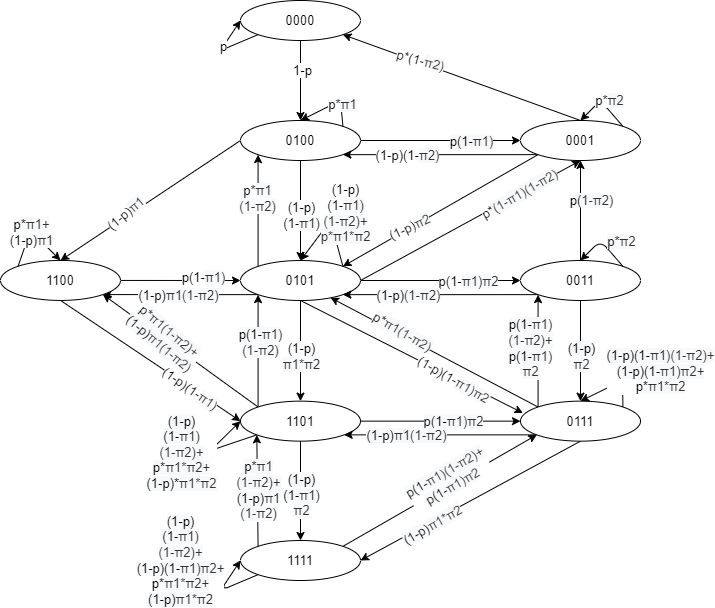 0000
p
p*(1-π2)
1-p
p*π1
p*π2
0100
p(1-π1)
0001
(1-p)(1-π2)
(1-p)π1
p*π1
(1-π2)
(1-p)
(1-π1)
(1-p)
(1-π1)
(1-π2)+
p*π1*π2
(1-p)π2
p*(1-π1)(1-π2)
p(1-π2)
p*π1+
(1-p)π1
p*π2
1100
p(1-π1)
0101
p(1-π1)π2
0011
(1-p)π1(1-π2)
(1-p)(1-π2)
p*π1(1-π2)+
(1-p)π1(1-π2)
(1-p)(1-π1)
p(1-π1)
(1-π2)
(1-p)
π1*π2
p*π1(1-π2)
(1-p)(1-π1)π2
p(1-π1)
(1-π2)+
p(1-π1)
π2
(1-p)
π2
(1-p)(1-π1)(1-π2)+
(1-p)(1-π1)π2+
p*π1*π2
(1-p)
(1-π1)
(1-π2)+
p*π1*π2+
(1-p)*π1*π2
1101
p(1-π1)π2
0111
(1-p)π1(1-π2)
p*π1
(1-π2)+
(1-p)π1
(1-π2)
(1-p)
(1-π1)
π2
p(1-π1)(1-π2)+
p(1-π1)π2
(1-p)π1*π2
(1-p)
(1-π1)
(1-π2)+
(1-p)(1-π1)π2+
p*π1*π2+
(1-p)π1*π2
1111